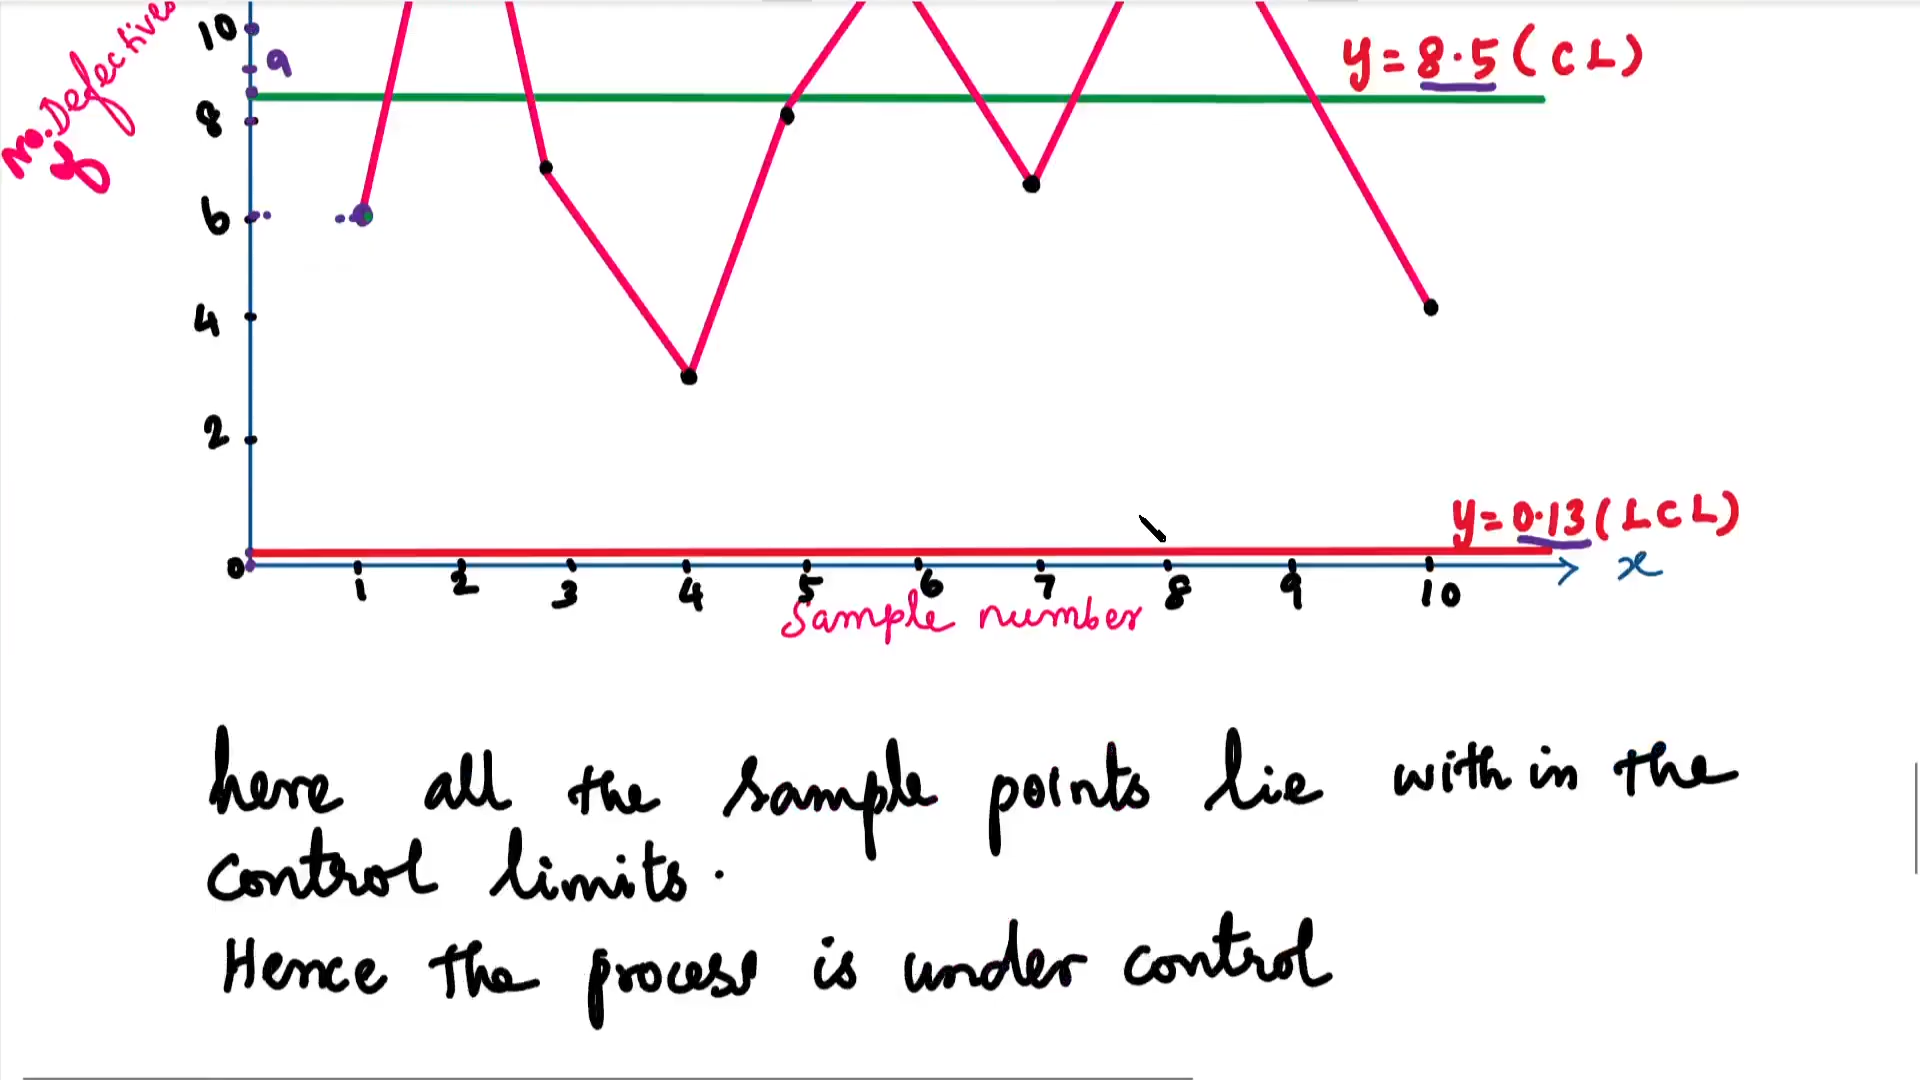 10
9
8
6
4
2
0
No. Defectives
y
y = 8.5 (CL)
y = 0.13 (LCL)
x
1 2 3 4 5 6 7 8 9 10
Sample number
here all the sample points lie with in the
control limits.
Hence the process is under control